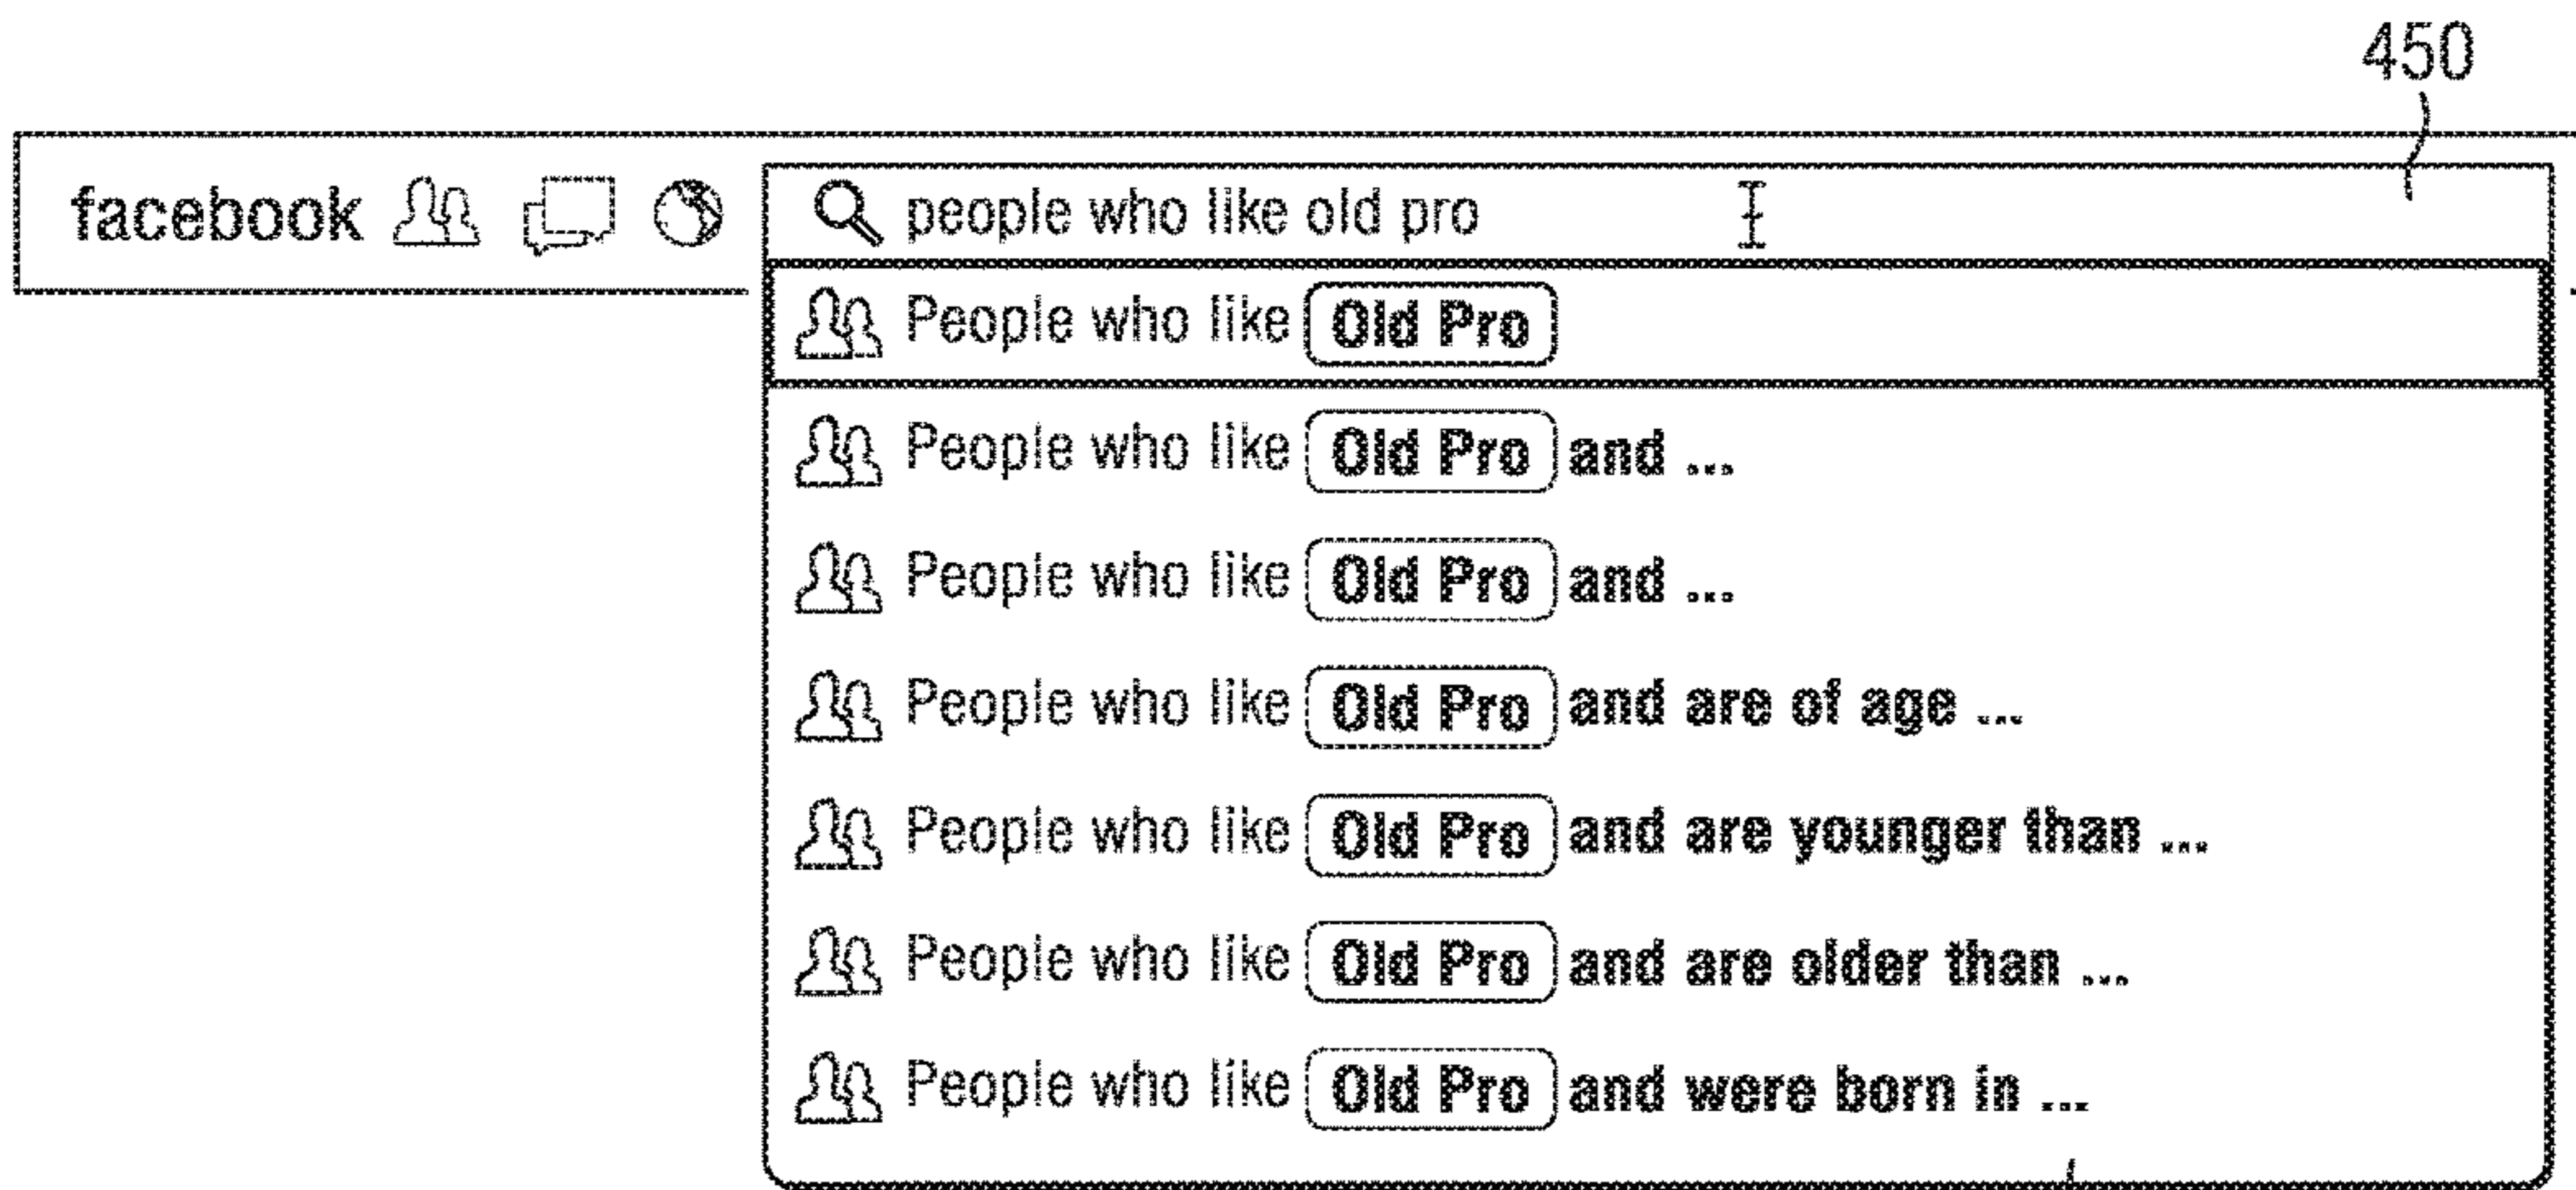 450
facebook people who like old pro
People who like Old Pro
People who like Old Pro and ...
People who like Old Pro and ...
People who like Old Pro and are of age ...
People who like Old Pro and are younger than ...
People who like Old Pro and are older than ...
People who like Old Pro and were born in ...